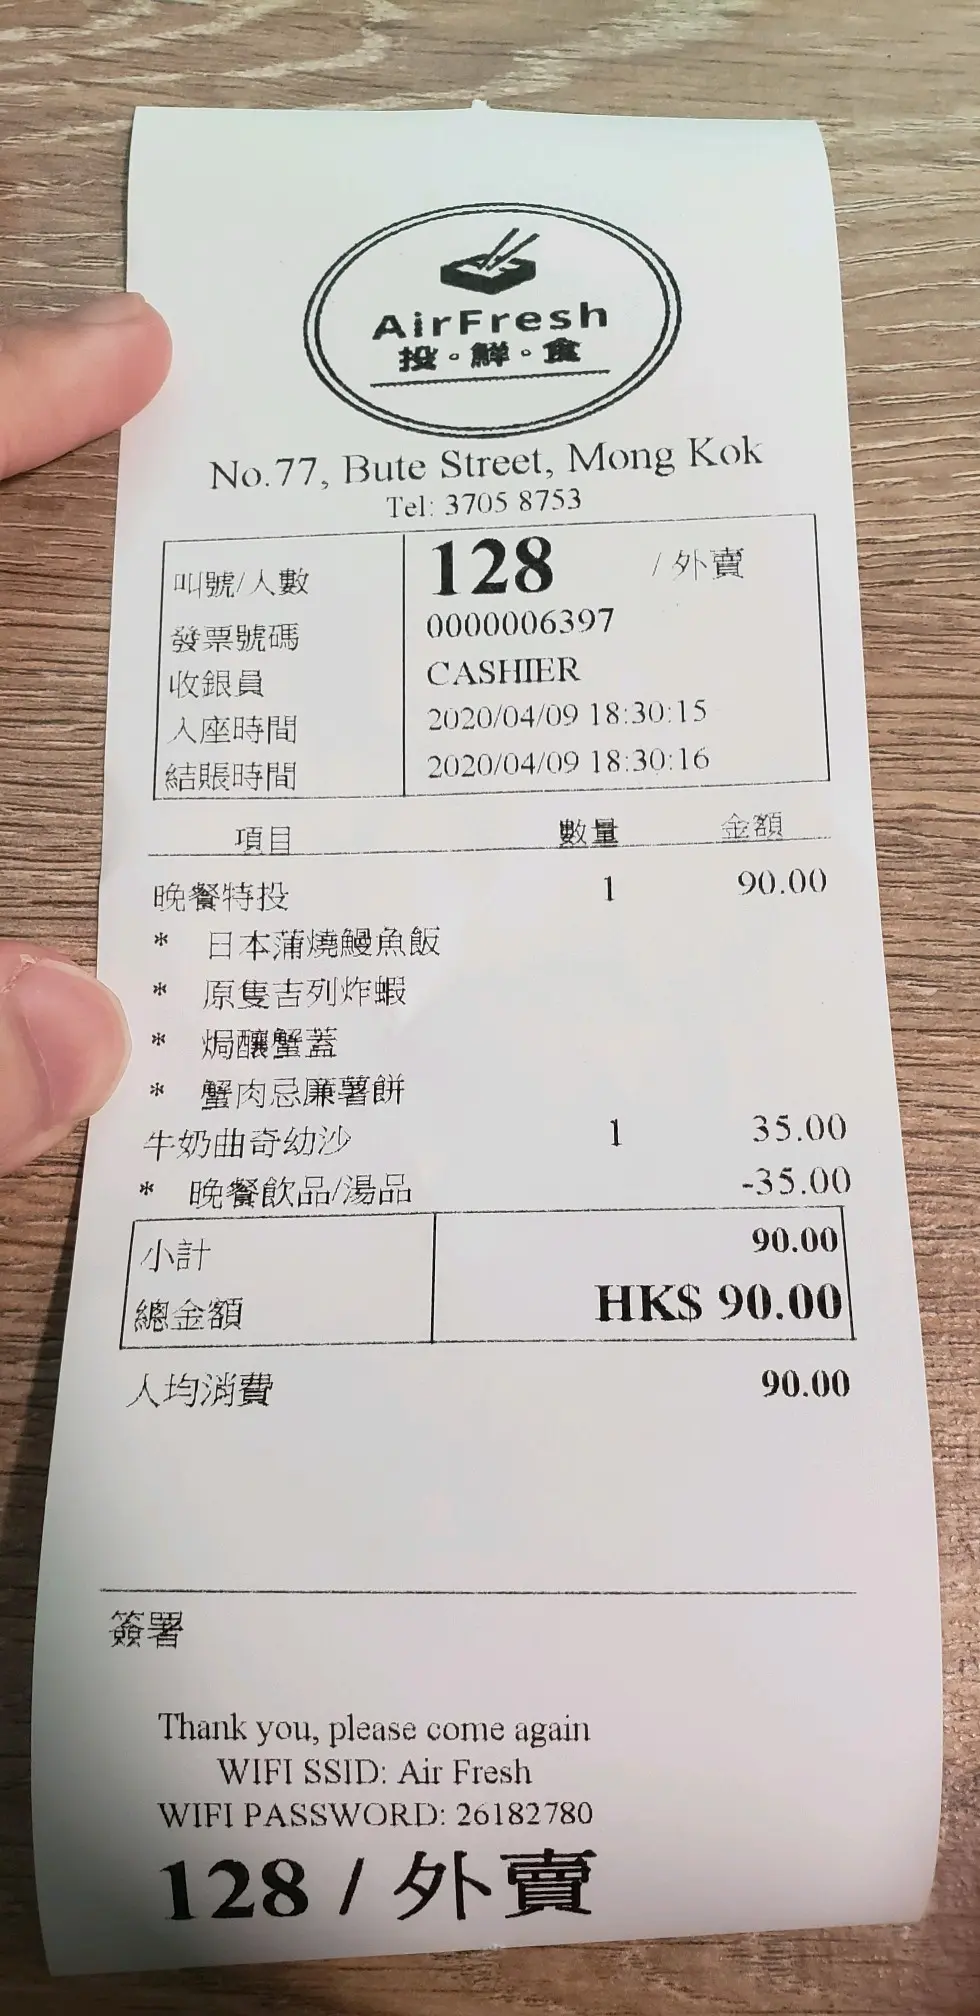 AirFresh
投。鮮。食
No.77, Bute Street, Mong Kok
Tel: 3705 8753
叫號/人數 128 /外賣
發票號碼 0000006397
收銀員 CASHIER
入座時間 2020/04/09 18:30:15
結賬時間 2020/04/09 18:30:16
項目 數量 金額
晚餐特投 1 90.00
* 日本蒲燒鰻魚飯
* 原隻吉列炸蝦
* 焗釀蟹蓋
* 蟹肉忌廉薯餅
牛奶曲奇幼沙 1 35.00
* 晚餐飲品/湯品 -35.00
小計 90.00
總金額 HK$ 90.00
人均消費 90.00
簽署
Thank you, please come again
WIFI SSID: Air Fresh
WIFI PASSWORD: 26182780
128 / 外賣